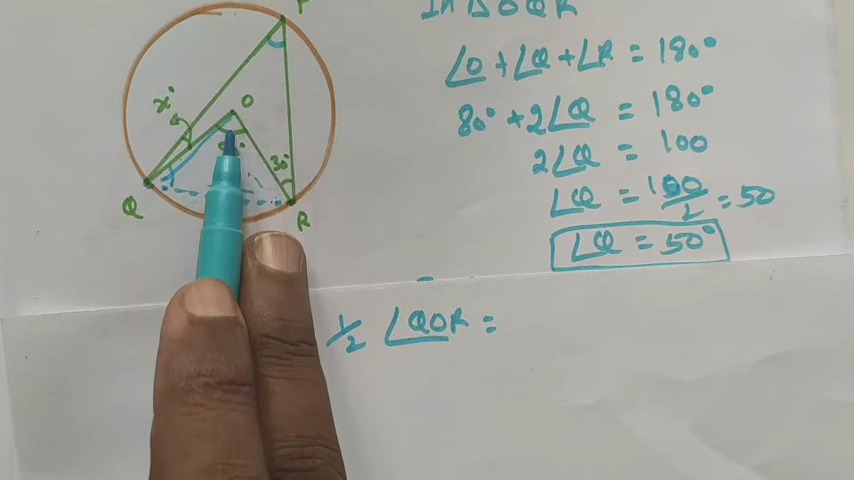 In Δ OQR
∠O + ∠Q + ∠R = 180°
80° + 2∠Q = 180°
2∠Q = 100
∠Q = 100/2 = 50
∠Q = 50°
x°
O
30°
Q
R
1/2 ∠QOR =